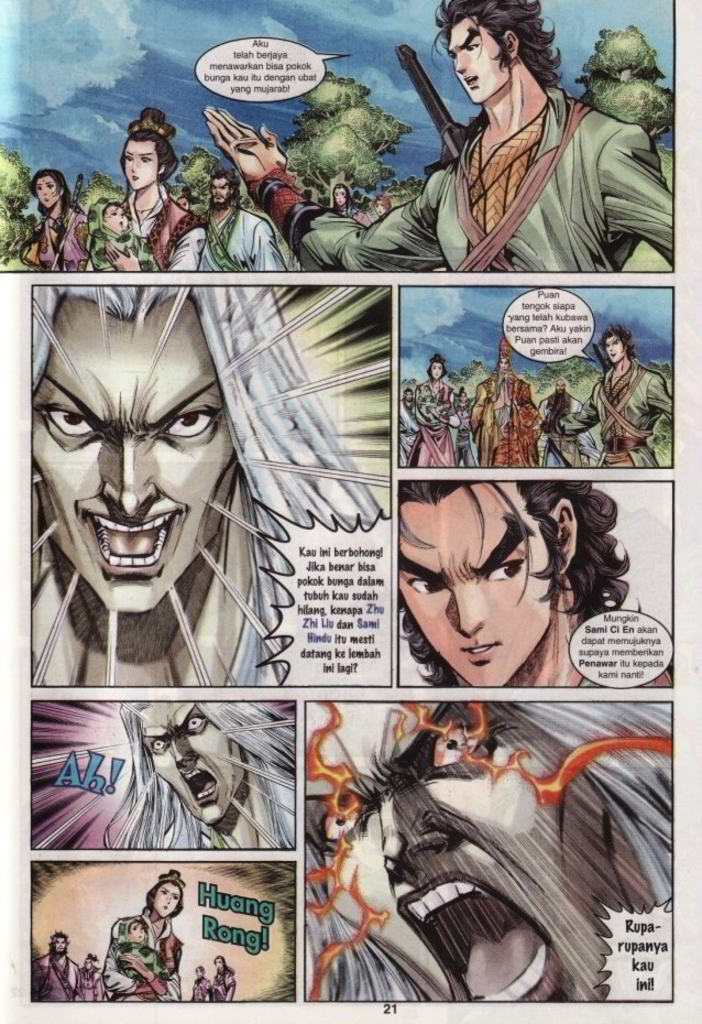 Aku
telah berjaya
menawarkan bisa pokok
bunga kau itu dengan ubat
yang mujarab!
Puan
tengok siapa
yang telah kubawa
bersama? Aku yakin
Puan pasti akan
gembira!
Kau ini berbohong!
Jika benar bisa
pokok bunga dalam
tubuh kau sudah
hilang, kenapa Zhu
Zhi Liu dan Sami
Hindu itu mesti
datang ke lembah
ini lagi?
Mungkin
Sami Ci En akan
dapat memujuknya
supaya memberikan
Penawar itu kepada
kami nanti!
Ah!
Huang
Rong!
Rupa-
rupanya
kau
ini!
21